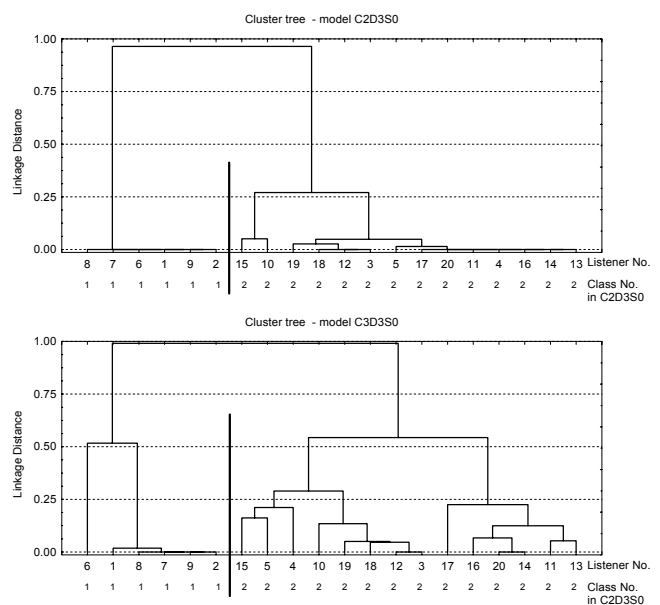 Cluster tree - model C2D3S0
1.00
0.75
0.50
0.25
0.00
Linkage Distance
8 7 6 1 9 2 15 10 19 18 12 3 5 17 20 11 4 16 14 13 Listener No.
1 1 1 1 1 1 2 2 2 2 2 2 2 2 2 2 2 2 2 2 Class No.
in C2D3S0
Cluster tree - model C3D3S0
1.00
0.75
0.50
0.25
0.00
Linkage Distance
6 1 8 7 9 2 15 5 4 10 19 18 12 3 17 16 20 14 11 13 Listener No.
1 1 1 1 1 1 2 2 2 2 2 2 2 2 2 2 2 2 2 2 Class No.
in C2D3S0